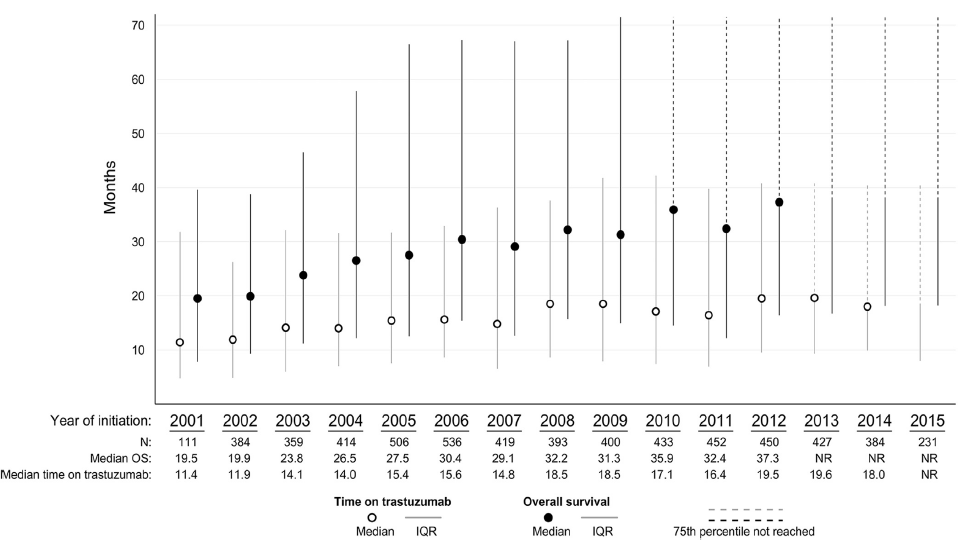 70
60
50
40
30
20
10
Months
Year of initiation: 2001 2002 2003 2004 2005 2006 2007 2008 2009 2010 2011 2012 2013 2014 2015
N: 111 384 359 414 506 536 419 393 400 433 452 450 427 384 231
Median OS: 19.5 19.9 23.8 26.5 27.5 30.4 29.1 32.2 31.3 35.9 32.4 37.3 NR NR NR
Median time on trastuzumab: 11.4 11.9 14.1 14.0 15.4 15.6 14.8 18.5 18.5 17.1 16.4 19.5 19.6 18.0 NR
Time on trastuzumab Overall survival
Median IQR Median IQR 75th percentile not reached